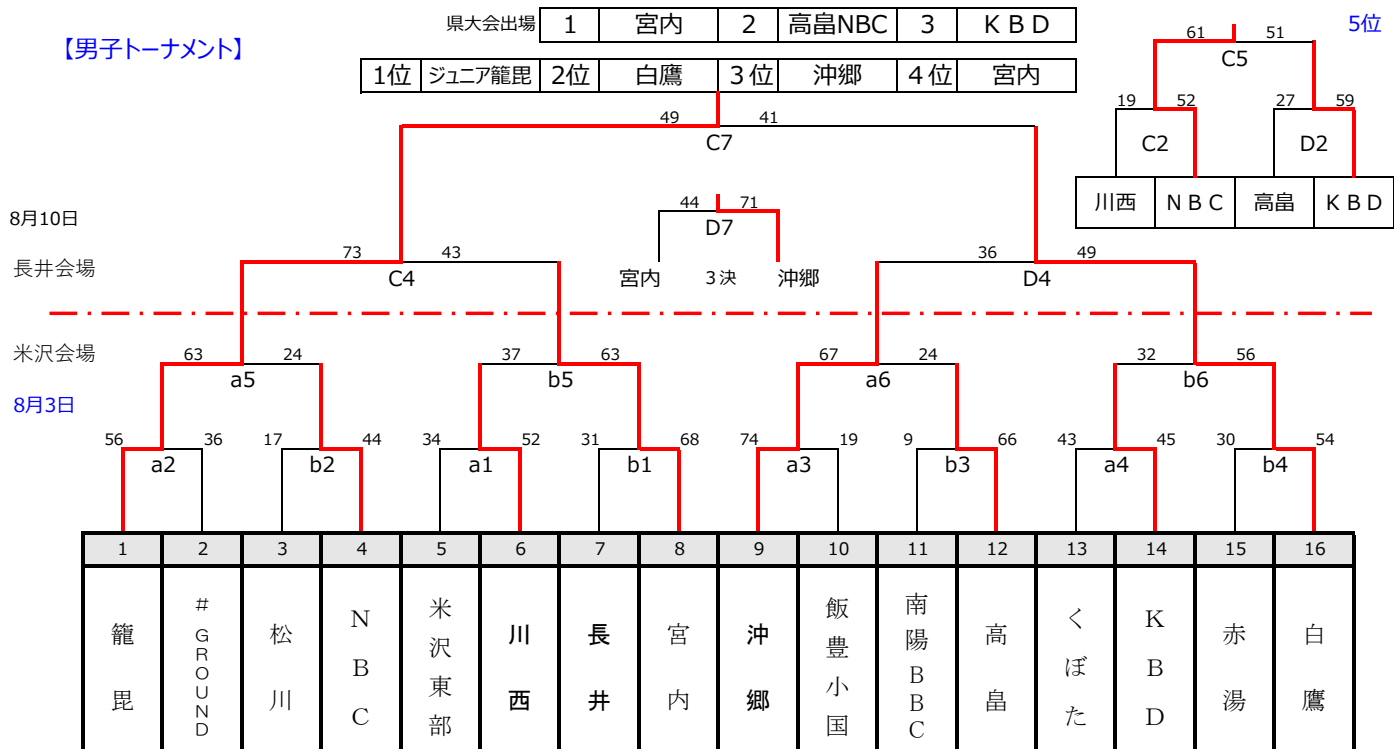 県大会出場 1 宮内 2 高畠NBC 3 KBD
5位
【男子トーナメント】
61 51
C5
1位 ジュニア籠毘 2位 白鷹 3位 沖郷 4位 宮内
19 52 27 59
49 41
C7
C2 D2
川西 NBC 高畠 KBD
8月10日
44 71
D7
長井会場
73 43
C4
宮内 3決 沖郷
36 49
D4
米沢会場
63 24 37 63 67 24 32 56
a5 b5 a6 b6
8月3日
56 36 17 44 34 52 31 68 74 19 9 66 43 45 30 54
a2 b2 a1 b1 a3 b3 a4 b4
1 2 3 4 5 6 7 8 9 10 11 12 13 14 15 16
籠毘
#GROUND
松川
NBC
米沢東部
川西
長井
宮内
沖郷
飯豊小国
南陽BBC
高畠
くぼた
KBD
赤湯
白鷹